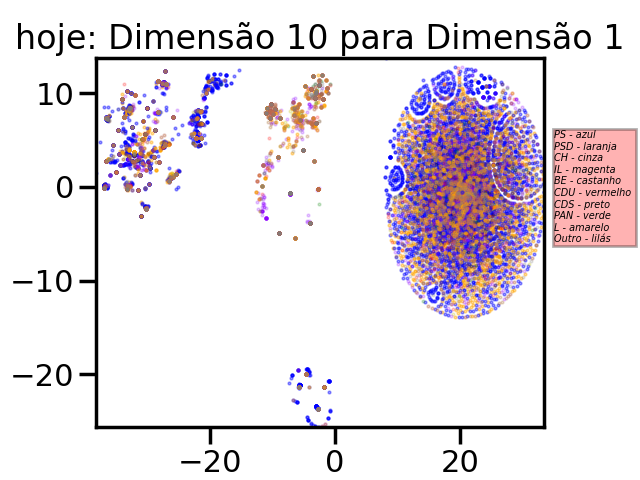 hoje: Dimensão 10 para Dimensão 1
10
0
−10
−20
−20
0
20
PS - azul
PSD - laranja
CH - cinza
IL - magenta
BE - castanho
CDU - vermelho
CDS - preto
PAN - verde
L - amarelo
Outro - lilás